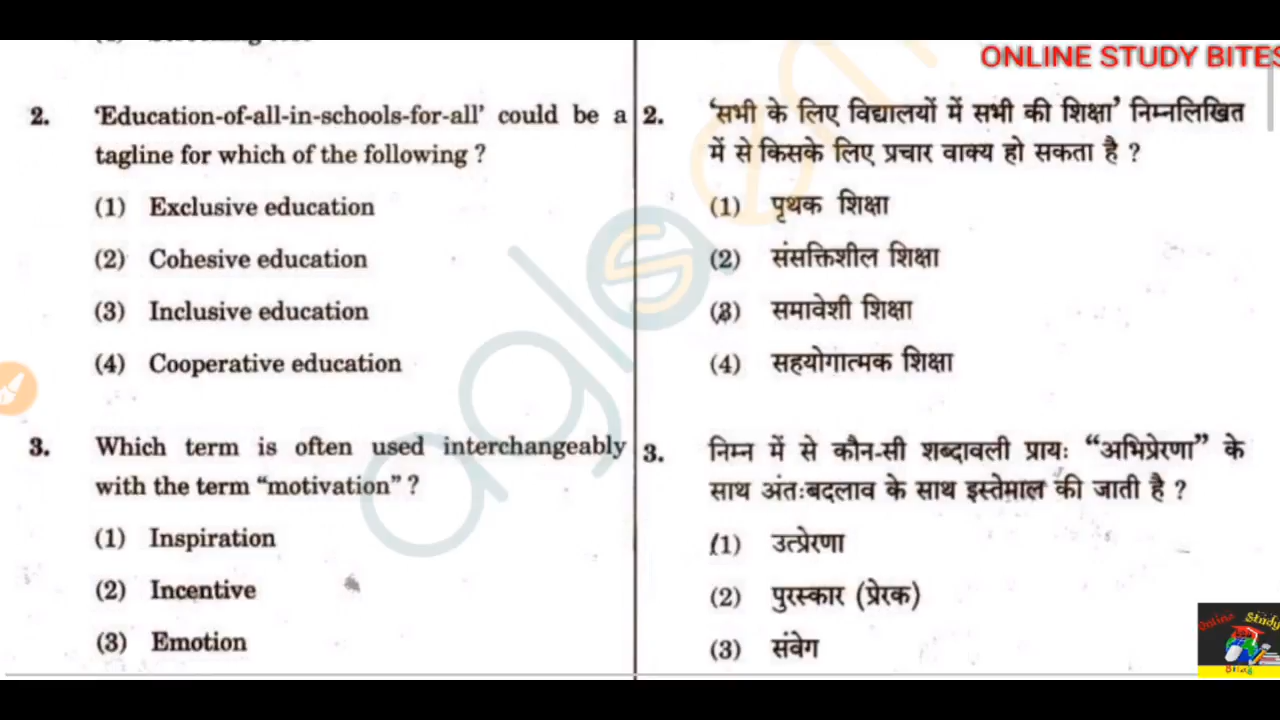 ONLINE STUDY BITES
2. 'Education-of-all-in-schools-for-all' could be a
tagline for which of the following ?
(1) Exclusive education
(2) Cohesive education
(3) Inclusive education
(4) Cooperative education
3. Which term is often used interchangeably
with the term "motivation" ?
(1) Inspiration
(2) Incentive
(3) Emotion
2. 'सभी के लिए विद्यालयों में सभी की शिक्षा' निम्नलिखित
में से किसके लिए प्रचार वाक्य हो सकता है ?
(1) पृथक शिक्षा
(2) संसक्तिशील शिक्षा
(3) समावेशी शिक्षा
(4) सहयोगात्मक शिक्षा
3. निम्न में से कौन-सी शब्दावली प्रायः "अभिप्रेरणा" के
साथ अंतःबदलाव के साथ इस्तेमाल की जाती है ?
(1) उत्प्रेरणा
(2) पुरस्कार (प्रेरक)
(3) संवेग
Online Study
Bites